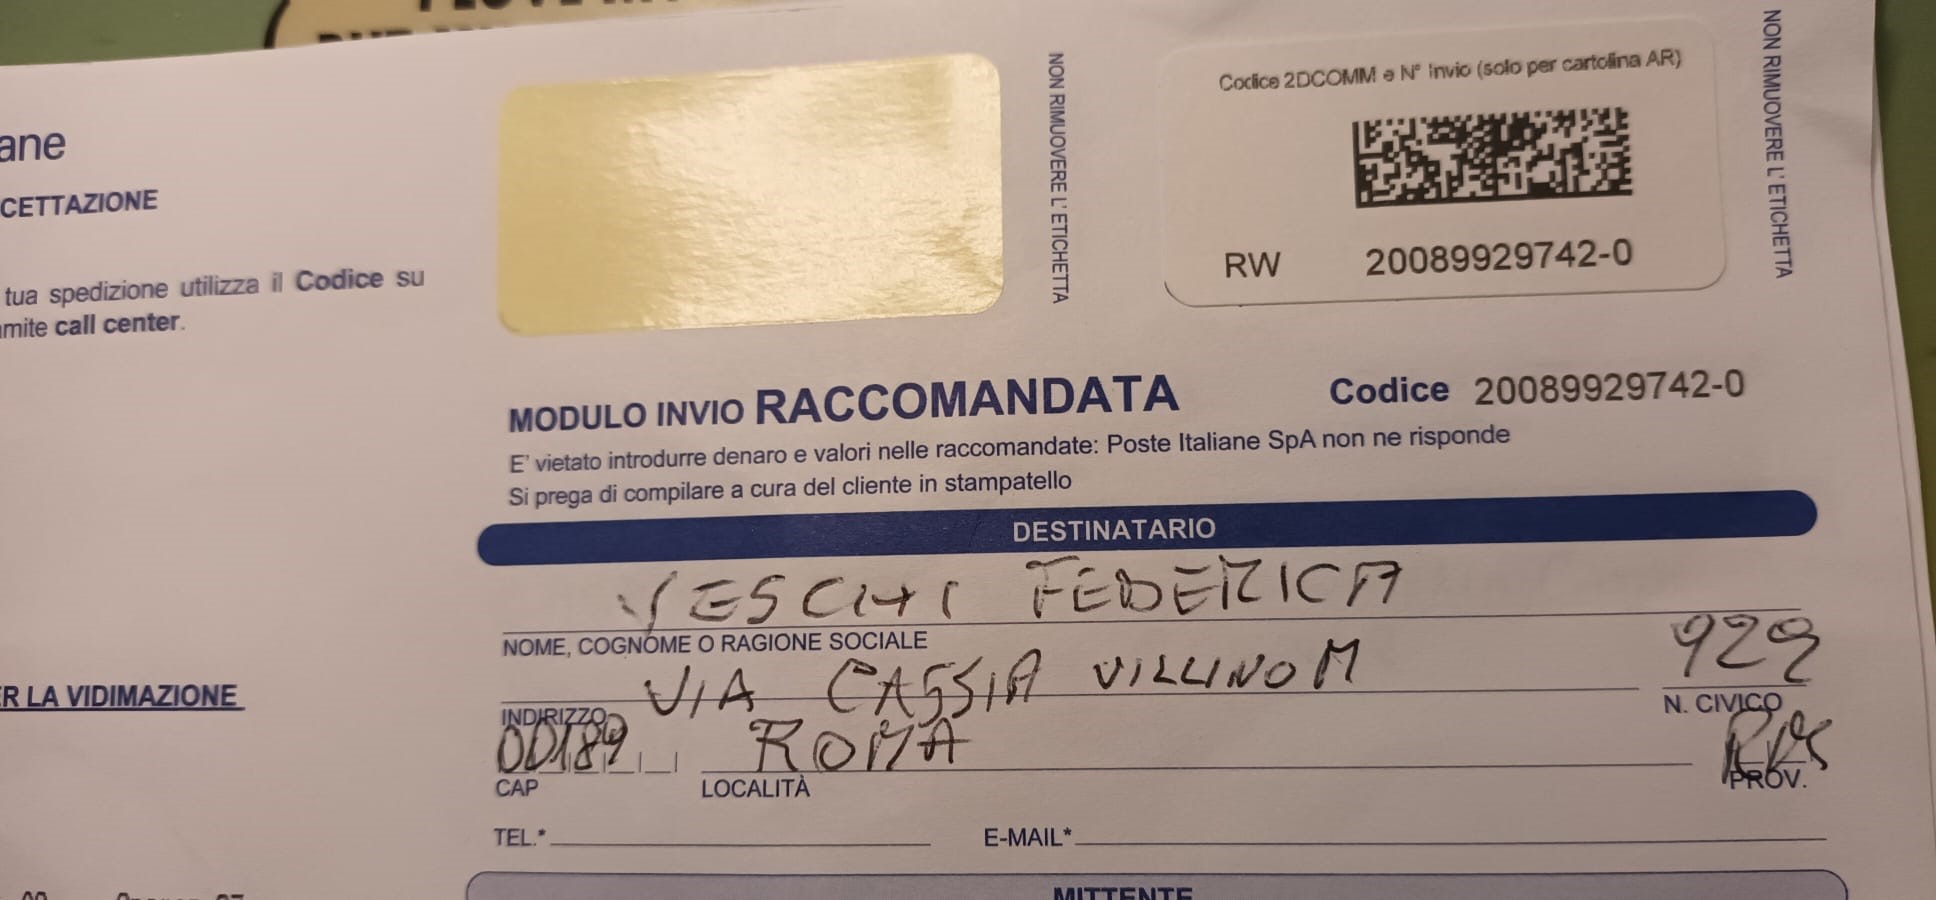 ane
CETTAZIONE
tua spedizione utilizza il Codice su
mite call center.
NON RIMUOVERE L' ETICHETTA
Codice 2DCOMM e N° Invio (solo per cartolina AR)
RW 20089929742-0
NON RIMUOVERE L' ETICHETTA
MODULO INVIO RACCOMANDATA Codice 20089929742-0
E' vietato introdurre denaro e valori nelle raccomandate: Poste Italiane SpA non ne risponde
Si prega di compilare a cura del cliente in stampatello
DESTINATARIO
VESCHI FEDERICA
NOME, COGNOME O RAGIONE SOCIALE
VIA CASSIA VILLINO M 929
INDIRIZZO N. CIVICO
00189 ROMA
CAP LOCALITÀ PROV.
TEL.* E-MAIL*
R LA VIDIMAZIONE
MITTENTE